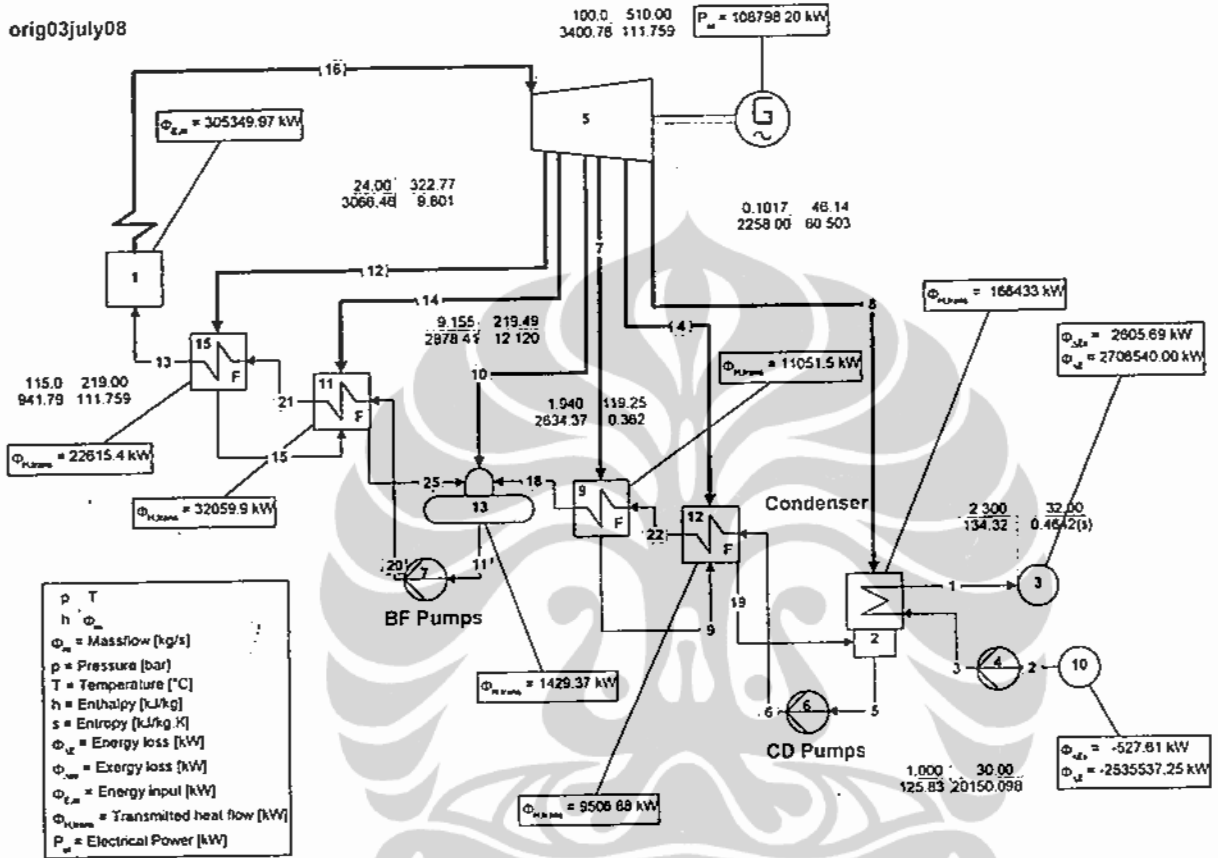 orig03july08
100.0 510.00
3400.78 111.759
P = 108798.20 kW
16
5
G
~
Φ = 305349.97 kW
24.00 322.77
3066.46 9.801
0.1017 46.14
2258.00 60.503
7
1
12
14
8
Φ = 166433 kW
9.155 219.49
2878.41 12.120
4
Φ = 2605.69 kW
Φ = 2708540.00 kW
13
15
F
11
F
115.0 219.00
941.79 111.759
21
10
Φ = 11051.5 kW
1.940 119.25
2634.37 0.362
Φ = 22615.4 kW
15
25
18
9
F
13
Condenser
2.300 32.00
134.32 0.4642(s)
12
F
22
Φ = 32059.9 kW
20
7
11
BF Pumps
1
3
9
19
2
3
4
2
10
Φ = 1429.37 kW
6
6
5
CD Pumps
Φ = -527.61 kW
Φ = -2535537.25 kW
1.000 30.00
125.83 20150.098
Φ = 9506.68 kW
p T
h Φm
Φm = Massflow [kg/s]
p = Pressure [bar]
T = Temperature [°C]
h = Enthalpy [kJ/kg]
s = Entropy [kJ/kg.K]
Φ = Energy loss [kW]
Φ = Exergy loss [kW]
Φ = Energy input [kW]
Φ = Transmitted heat flow [kW]
P = Electrical Power [kW]